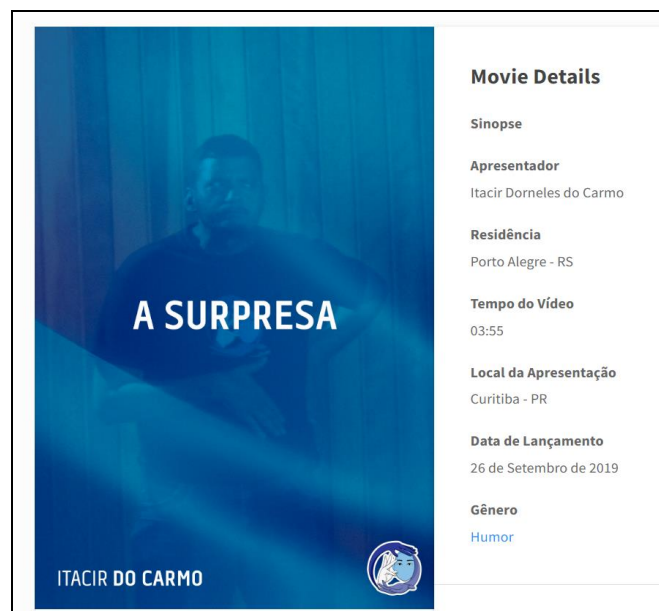 A SURPRESA
ITACIR DO CARMO
Movie Details
Sinopse
Apresentador
Itacir Dorneles do Carmo
Residência
Porto Alegre - RS
Tempo do Vídeo
03:55
Local da Apresentação
Curitiba - PR
Data de Lançamento
26 de Setembro de 2019
Gênero
Humor